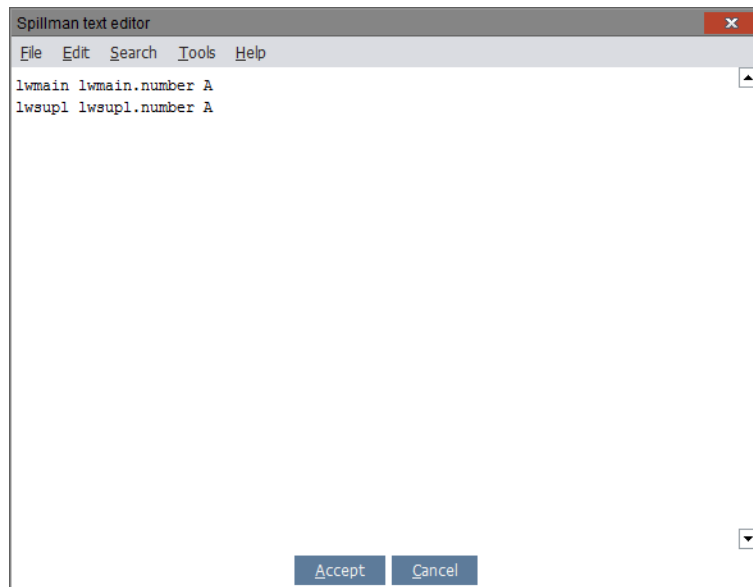 Spillman text editor
File Edit Search Tools Help
lwmain lwmain.number A
lwsupl lwsupl.number A
Accept Cancel